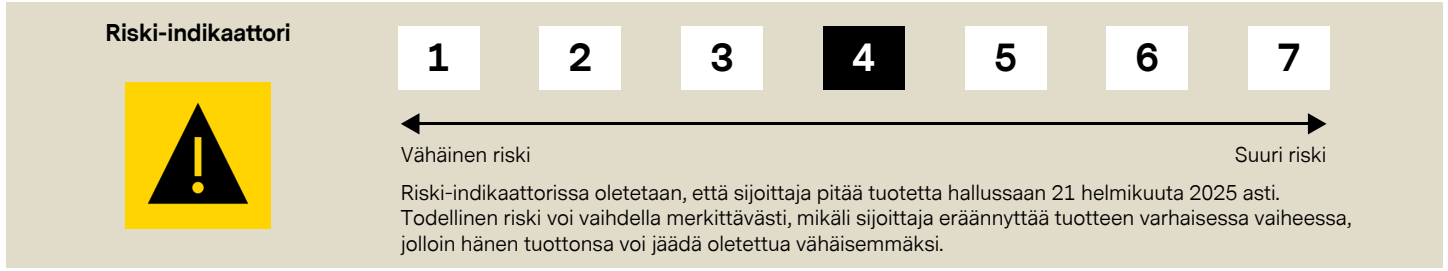 Riski-indikaattori
1 2 3 4 5 6 7
Vähäinen riski Suuri riski
Riski-indikaattorissa oletetaan, että sijoittaja pitää tuotetta hallussaan 21 helmikuuta 2025 asti.
Todellinen riski voi vaihdella merkittävästi, mikäli sijoittaja eräännyttää tuotteen varhaisessa vaiheessa,
jolloin hänen tuottonsa voi jäädä oletettua vähäisemmäksi.